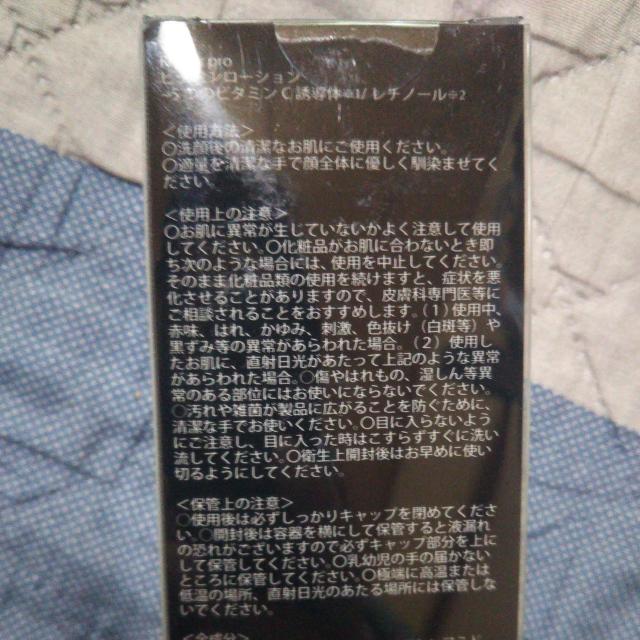 pro
ローション
ビタミンC誘導体※1/レチノール※2
<使用方法>
○洗顔後の清潔なお肌にご使用ください。
○適量を清潔な手で顔全体に優しく馴染ませてく
ださい。
<使用上の注意>
○お肌に異常が生じていないかよく注意して使用
してください。○化粧品がお肌に合わないとき即
ち次のような場合には、使用を中止してください。
そのまま化粧品類の使用を続けますと、症状を悪
化させることがありますので、皮膚科専門医等に
ご相談されることをおすすめします。(1)使用中、
赤味、はれ、かゆみ、刺激、色抜け(白斑等)や
黒ずみ等の異常があらわれた場合。(2)使用し
たお肌に、直射日光があたって上記のような異常
があらわれた場合。○傷やはれもの、湿しん等異
常のある部位にはお使いにならないでください。
○汚れや雑菌が製品に広がることを防ぐために、
清潔な手でお使いください。○目に入らないよう
にご注意し、目に入った時はこすらずすぐに洗い
流してください。○衛生上開封後はお早めに使い
切るようにしてください。
<保管上の注意>
○使用後は必ずしっかりキャップを閉めてくださ
い。○開封後は容器を横にして保管すると液漏れ
の恐れがございますので必ずキャップ部分を上に
して保管してください。○乳幼児の手の届かない
ところに保管してください。○極端に高温または
低温の場所、直射日光のあたる場所には保管しな
いでください。
<全成分>